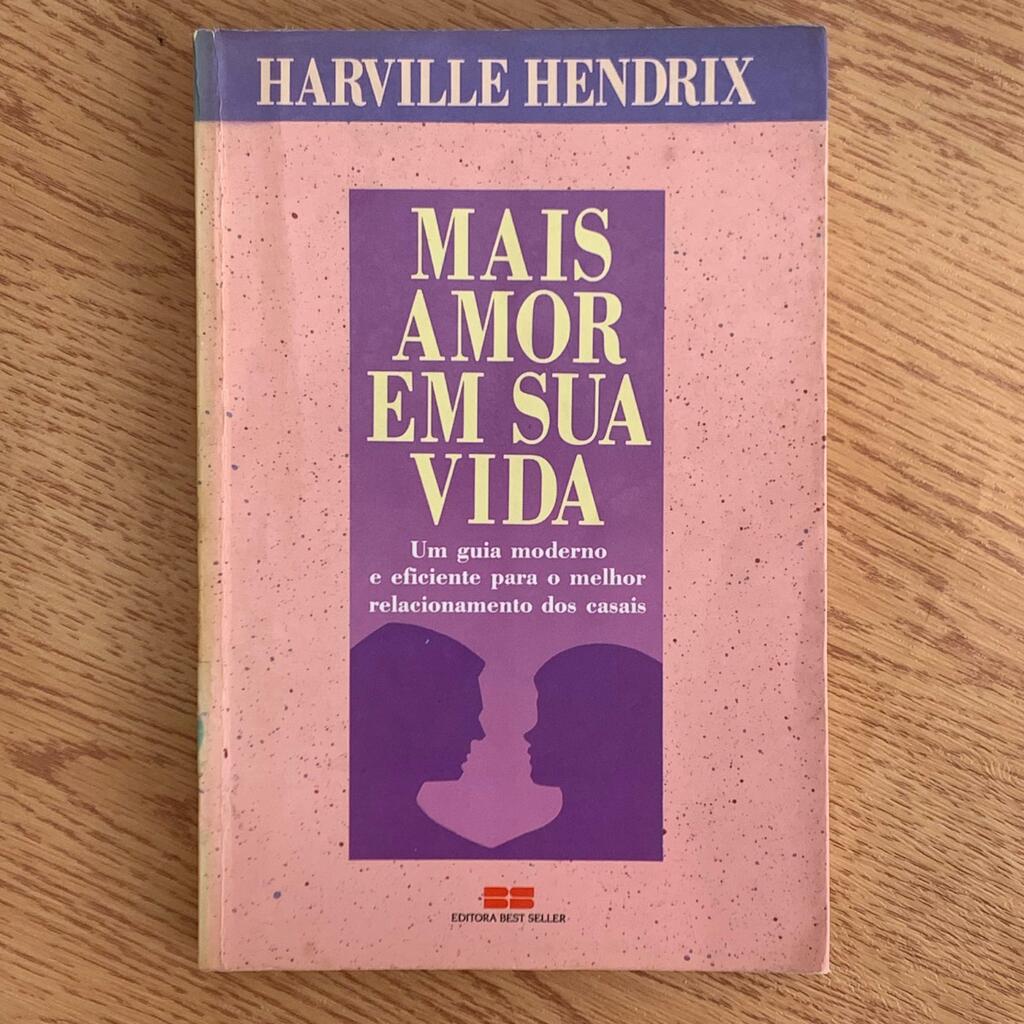 HARVILLE HENDRIX
MAIS
AMOR
EM SUA
VIDA
Um guia moderno
e eficiente para o melhor
relacionamento dos casais
BS
EDITORA BEST SELLER